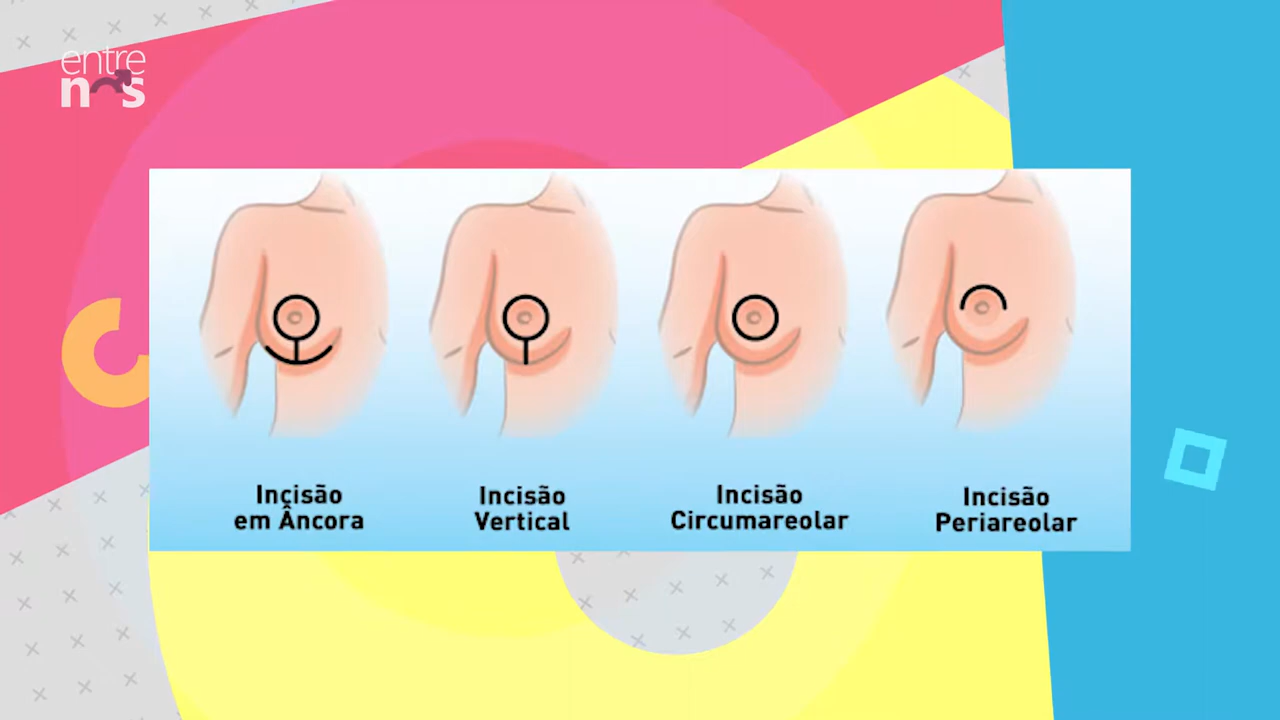 entre
nós
Incisão
em Âncora
Incisão
Vertical
Incisão
Circumareolar
Incisão
Periareolar